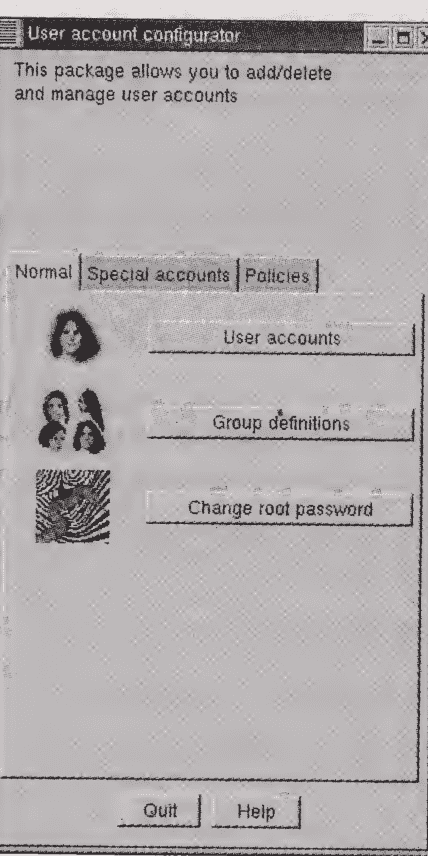 User account configurator
This package allows you to add/delete
and manage user accounts
Normal
Special accounts
Policies
User accounts
Group definitions
Change root password
Quit
Help